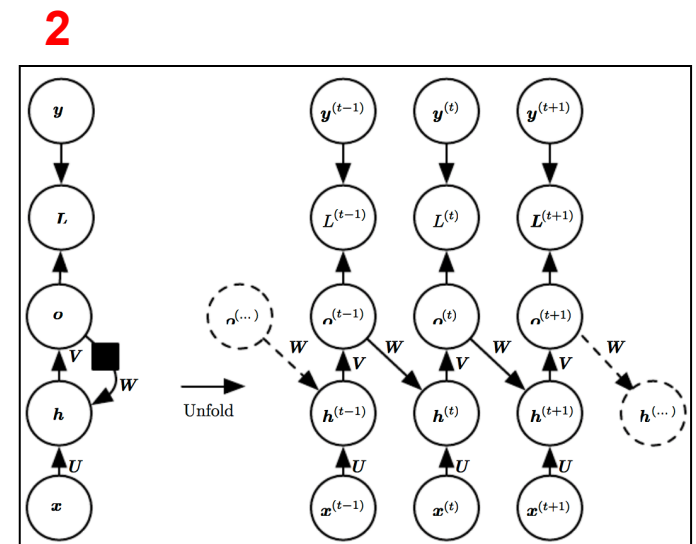 2
y y^(t−1) y^(t) y^(t+1)
L L^(t−1) L^(t) L^(t+1)
o o^(...) o^(t−1) o^(t) o^(t+1)
V W V W V W V W
W
h h^(t−1) h^(t) h^(t+1) h^(...)
Unfold
U U U U
x x^(t−1) x^(t) x^(t+1)